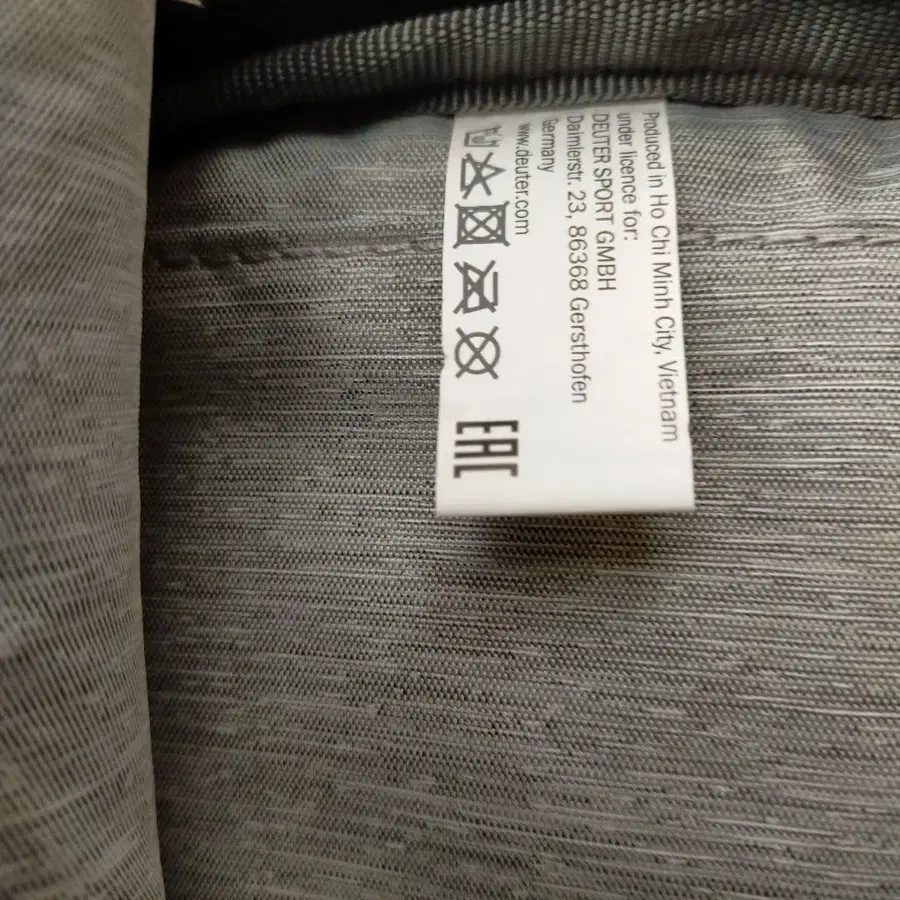 Produced in Ho Chi Minh City, Vietnam
under licence for:
DEUTER SPORT GMBH
Daimlerstr. 23, 86368 Gersthofen
Germany
www.deuter.com
EAC